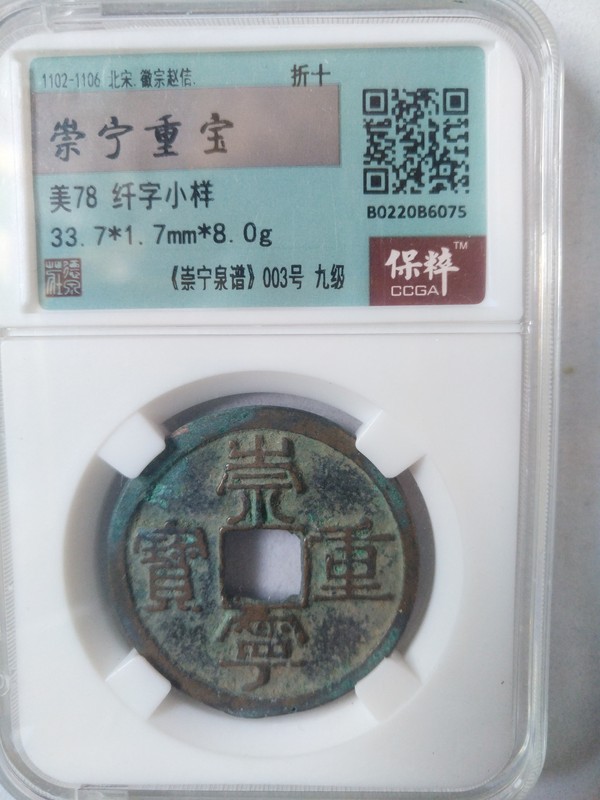 1102-1106 北宋.徽宗赵佶. 折十
崇宁重宝
美78 纤字小样
33.7*1.7mm*8.0g
B0220B6075
《崇宁泉谱》003号 九级
保粹™
CCGA
崇
寶 重
寧